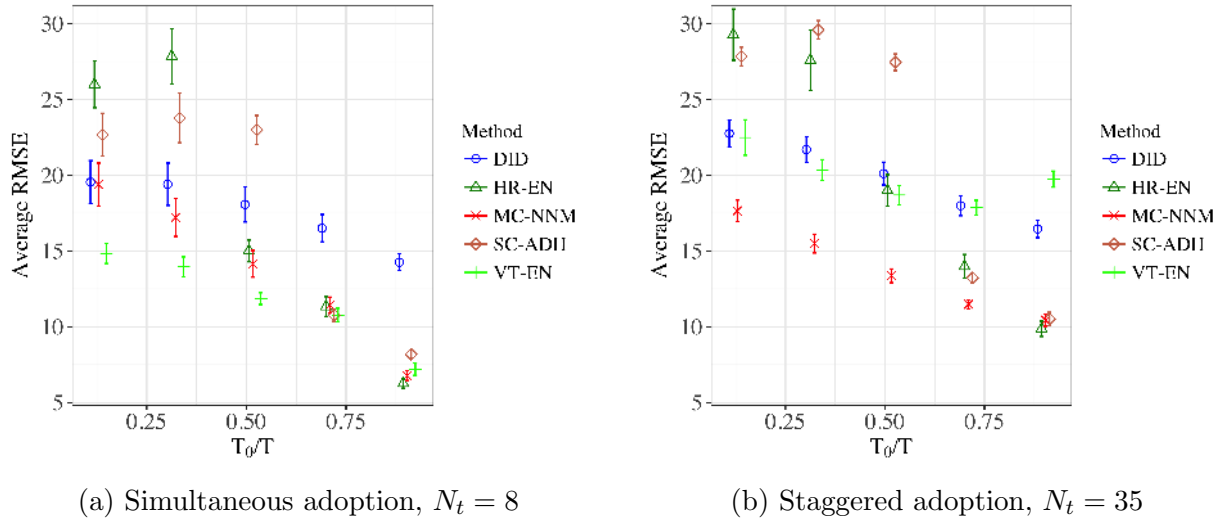 30
25
20
15
10
5
Average RMSE
0.25
0.50
0.75
T₀/T
Method
DID
HR-EN
MC-NNM
SC-ADH
VT-EN
30
25
20
15
10
5
Average RMSE
0.25
0.50
0.75
T₀/T
Method
DID
HR-EN
MC-NNM
SC-ADH
VT-EN
(a) Simultaneous adoption, Nₜ = 8
(b) Staggered adoption, Nₜ = 35